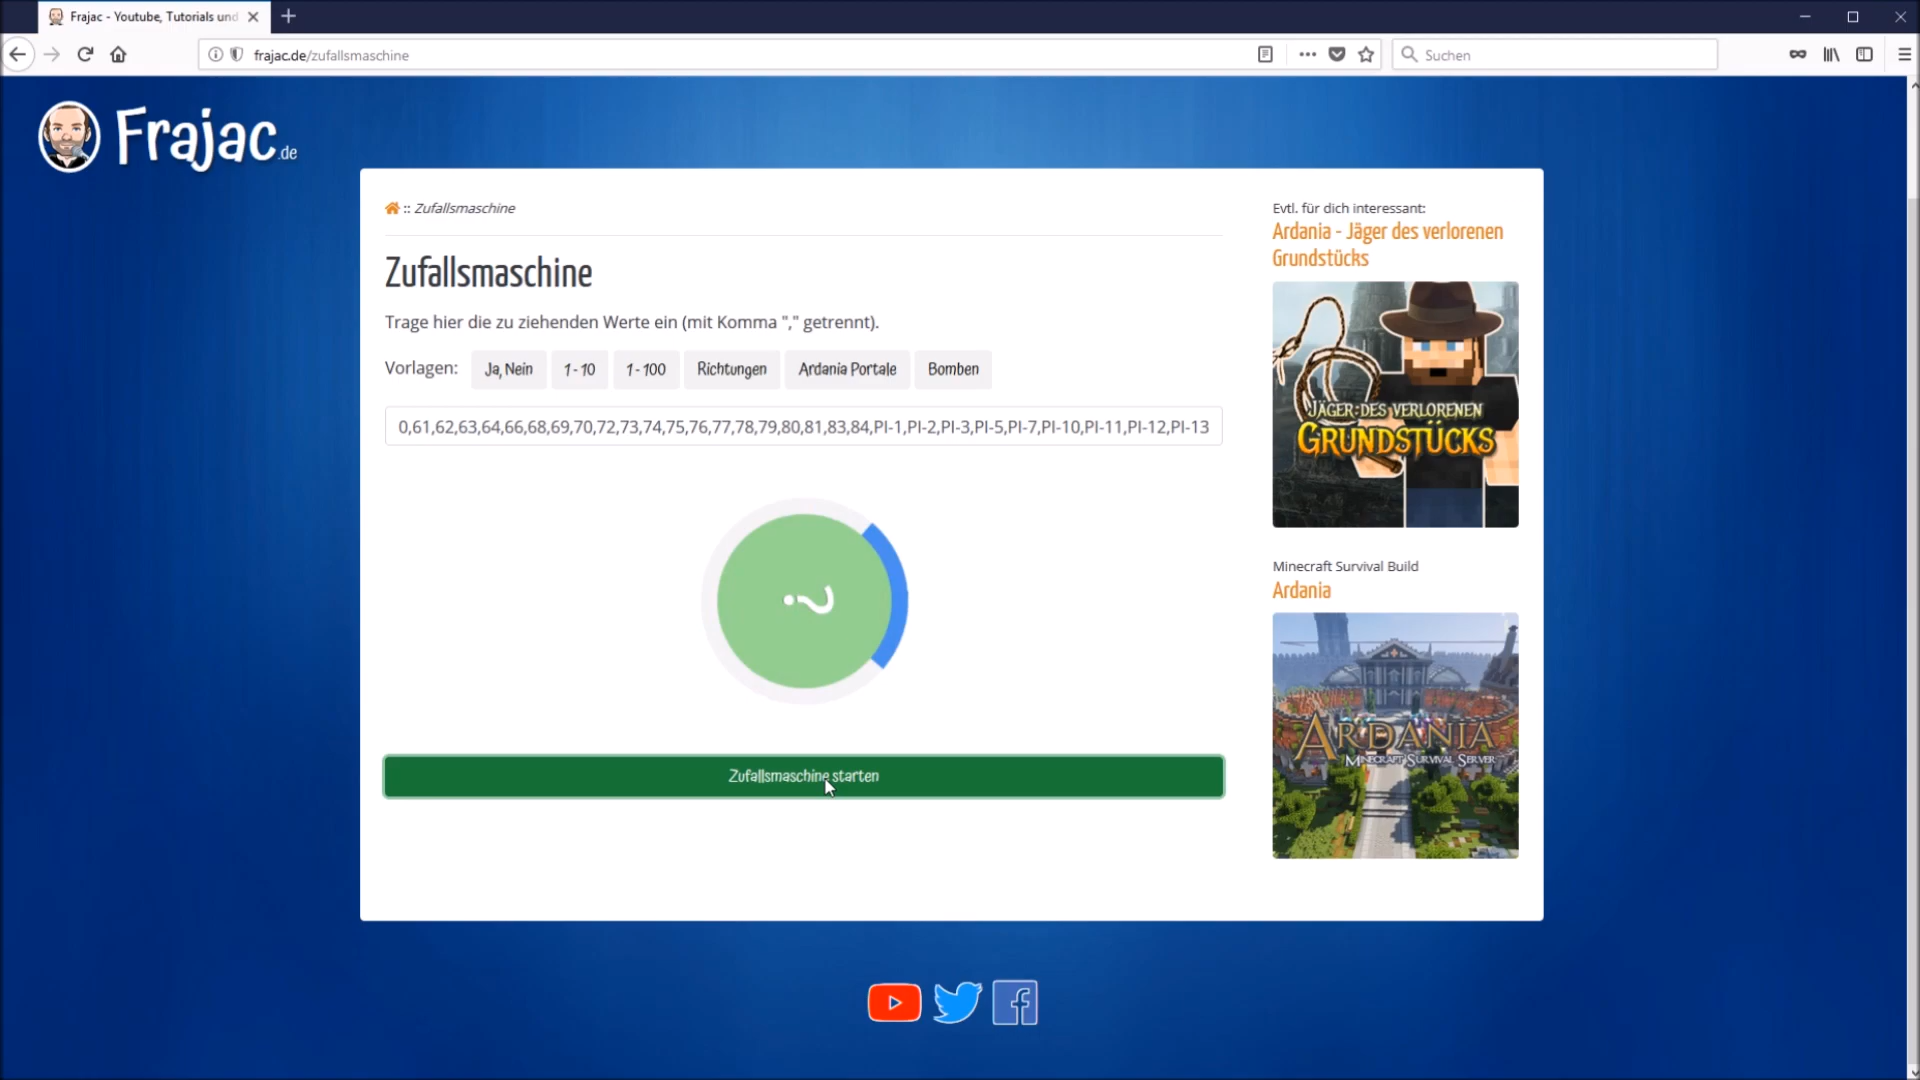 Frajac - Youtube, Tutorials und
frajac.de/zufallsmaschine
Suchen
Frajac.de
:: Zufallsmaschine
Zufallsmaschine
Trage hier die zu ziehenden Werte ein (mit Komma "," getrennt).
Vorlagen: Ja, Nein 1 - 10 1 - 100 Richtungen Ardania Portale Bomben
0,61,62,63,64,66,68,69,70,72,73,74,75,76,77,78,79,80,81,83,84,PI-1,PI-2,PI-3,PI-5,PI-7,PI-10,PI-11,PI-12,PI-13
?
Zufallsmaschine starten
Evtl. für dich interessant:
Ardania - Jäger des verlorenen
Grundstücks
JÄGER DES VERLORENEN
GRUNDSTÜCKS
Minecraft Survival Build
Ardania
ARDANIA
MINECRAFT SURVIVAL SERVER